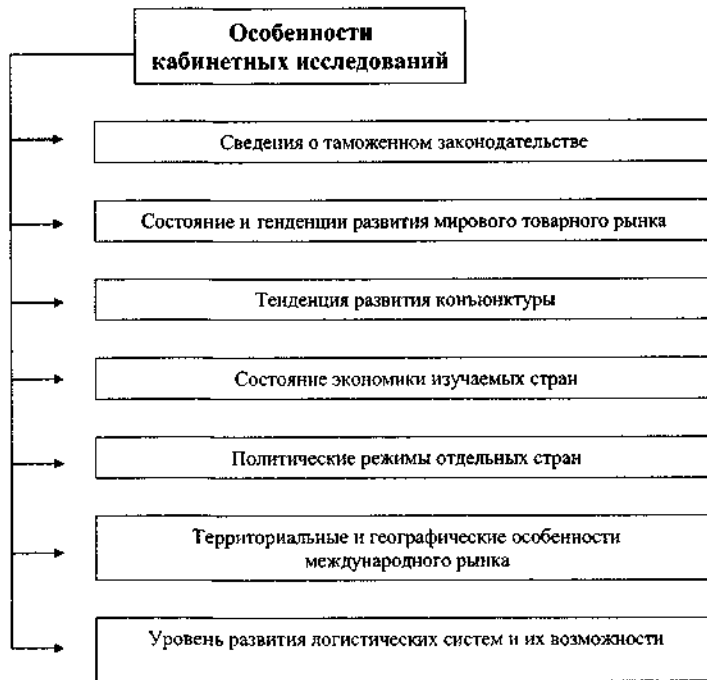 Особенности
кабинетных исследований
Сведения о таможенном законодательстве
Состояние и тенденции развития мирового товарного рынка
Тенденция развития конъюнктуры
Состояние экономики изучаемых стран
Политические режимы отдельных стран
Территориальные и географические особенности
международного рынка
Уровень развития логистических систем и их возможности